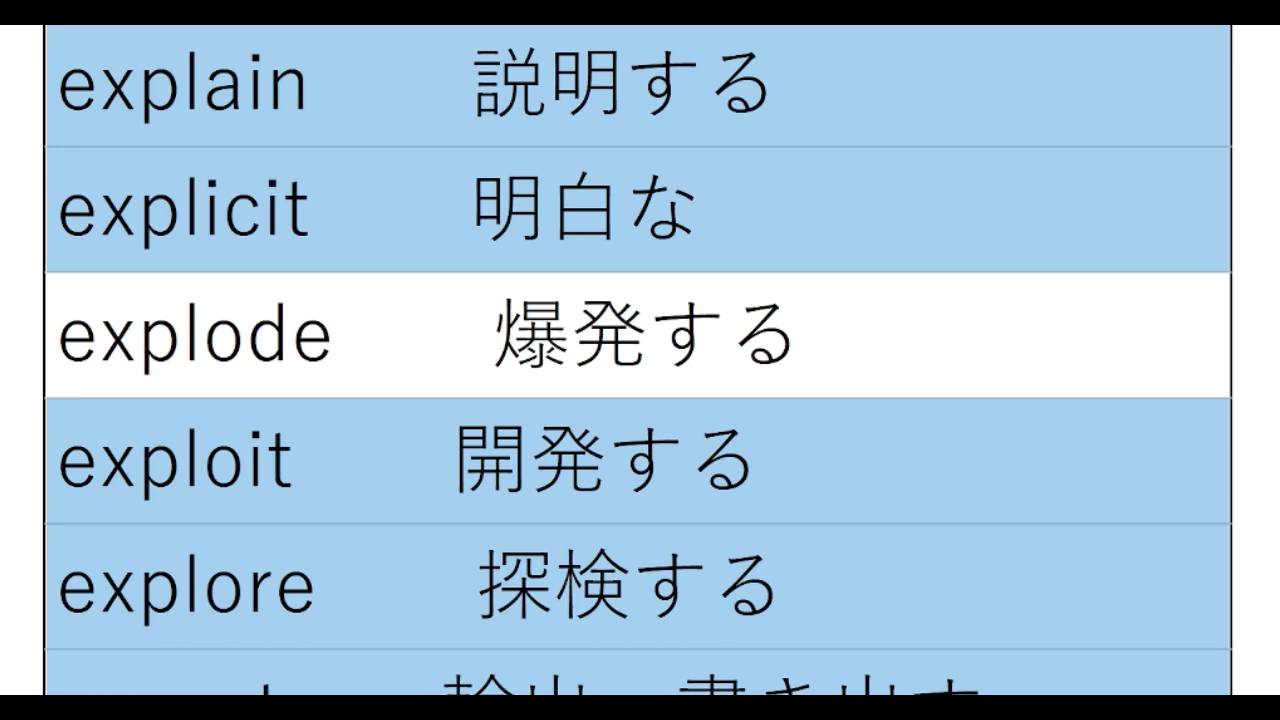 explain 説明する
explicit 明白な
explode 爆発する
exploit 開発する
explore 探検する